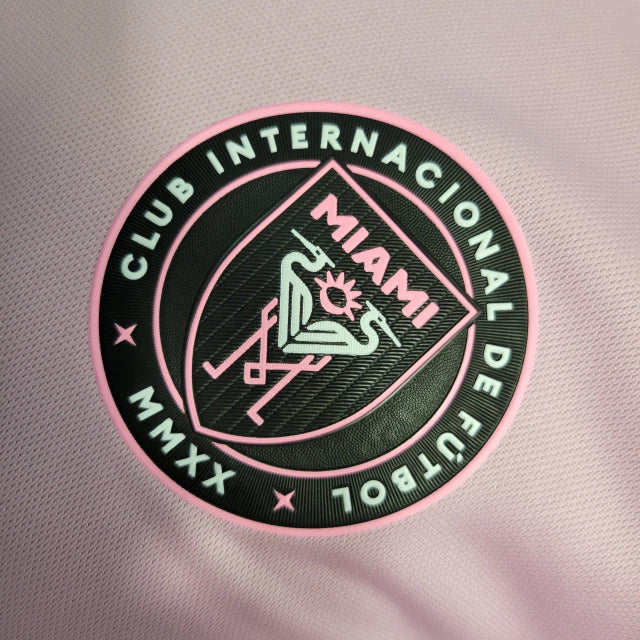 CLUB INTERNACIONAL DE FÚTBOL
MIAMI
MMXX